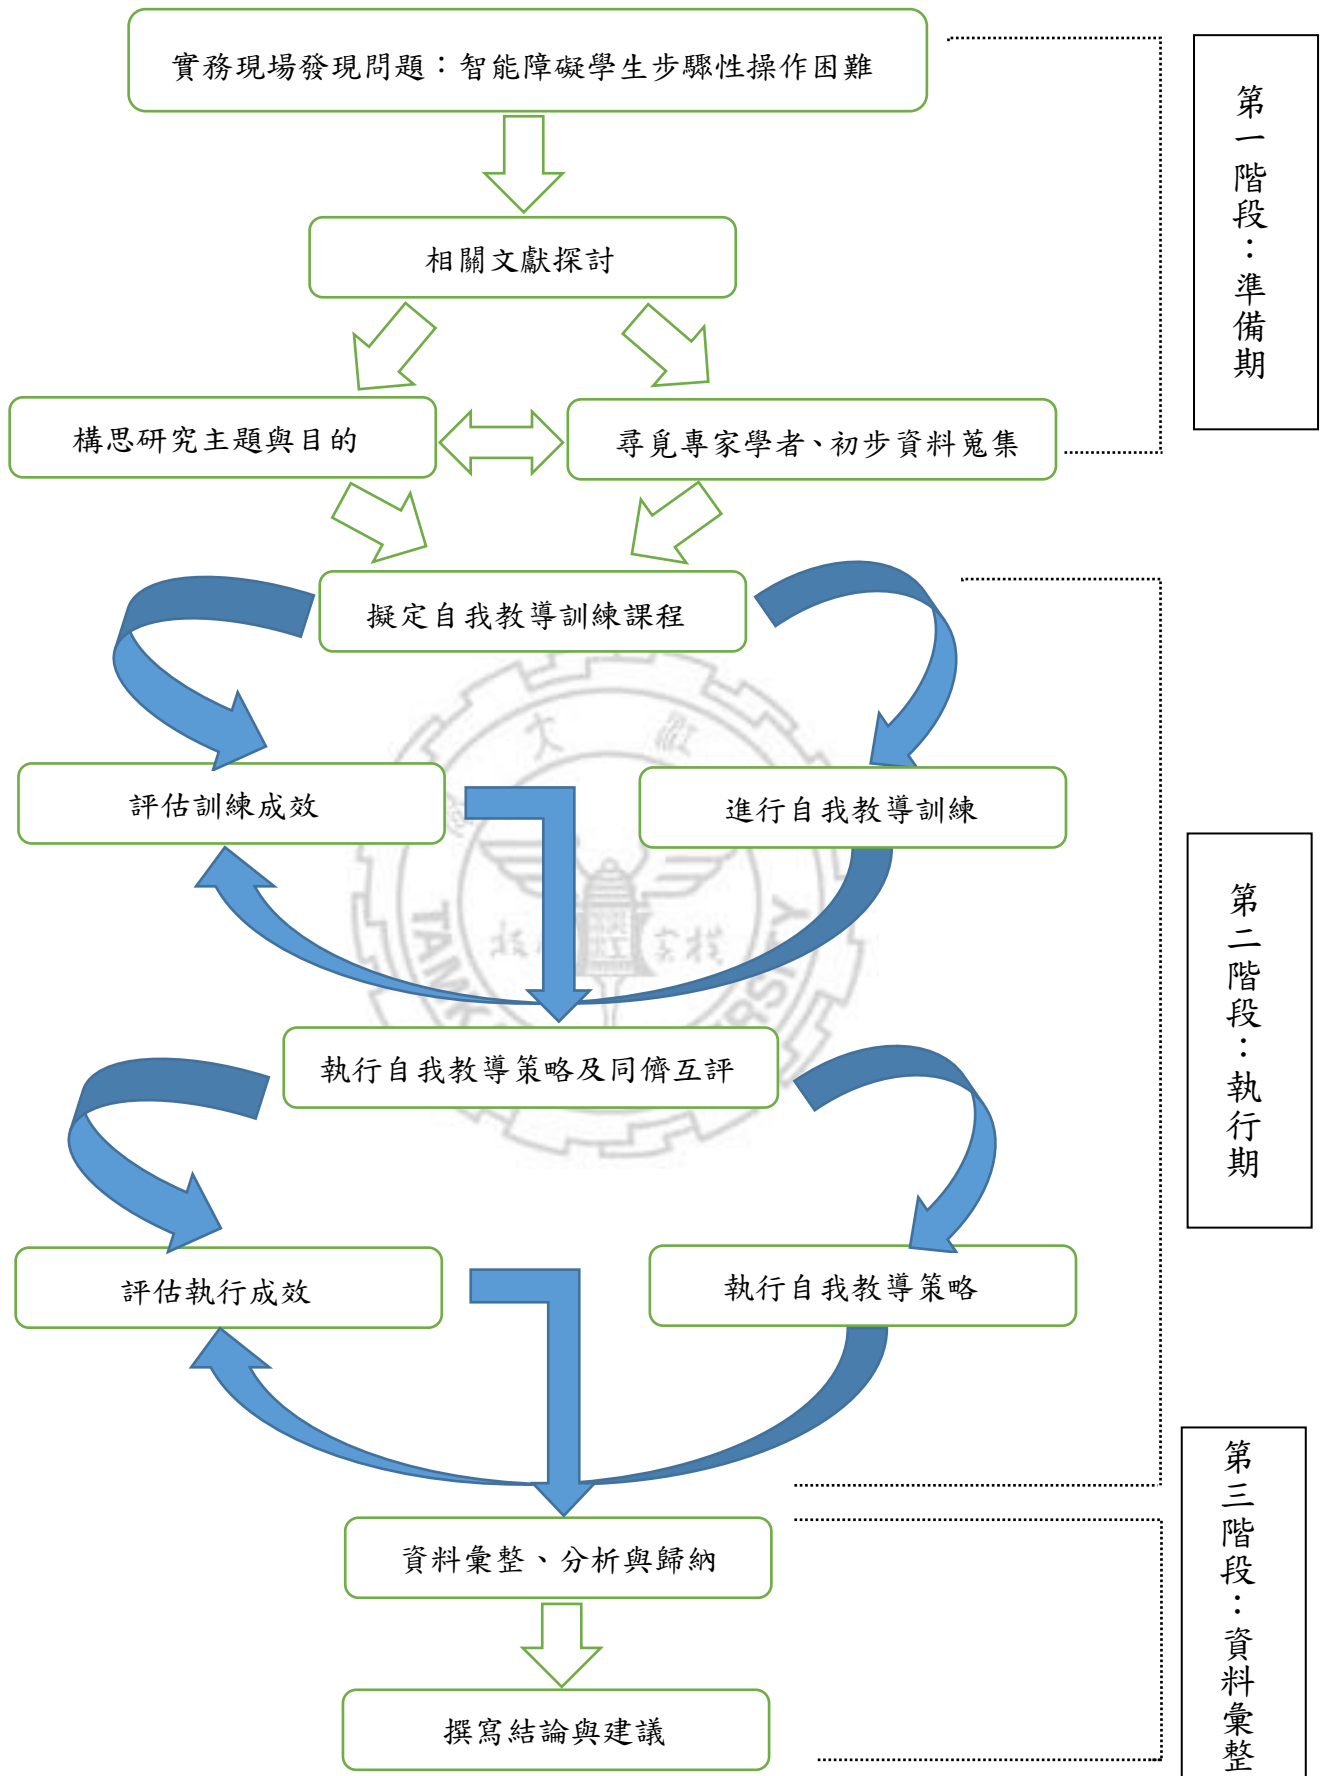 實務現場發現問題：智能障礙學生步驟性操作困難
第一階段：準備期
相關文獻探討
構思研究主題與目的
尋覓專家學者、初步資料蒐集
擬定自我教導訓練課程
評估訓練成效
進行自我教導訓練
第二階段：執行期
執行自我教導策略及同儕互評
評估執行成效
執行自我教導策略
第三階段：資料彙整
資料彙整、分析與歸納
撰寫結論與建議